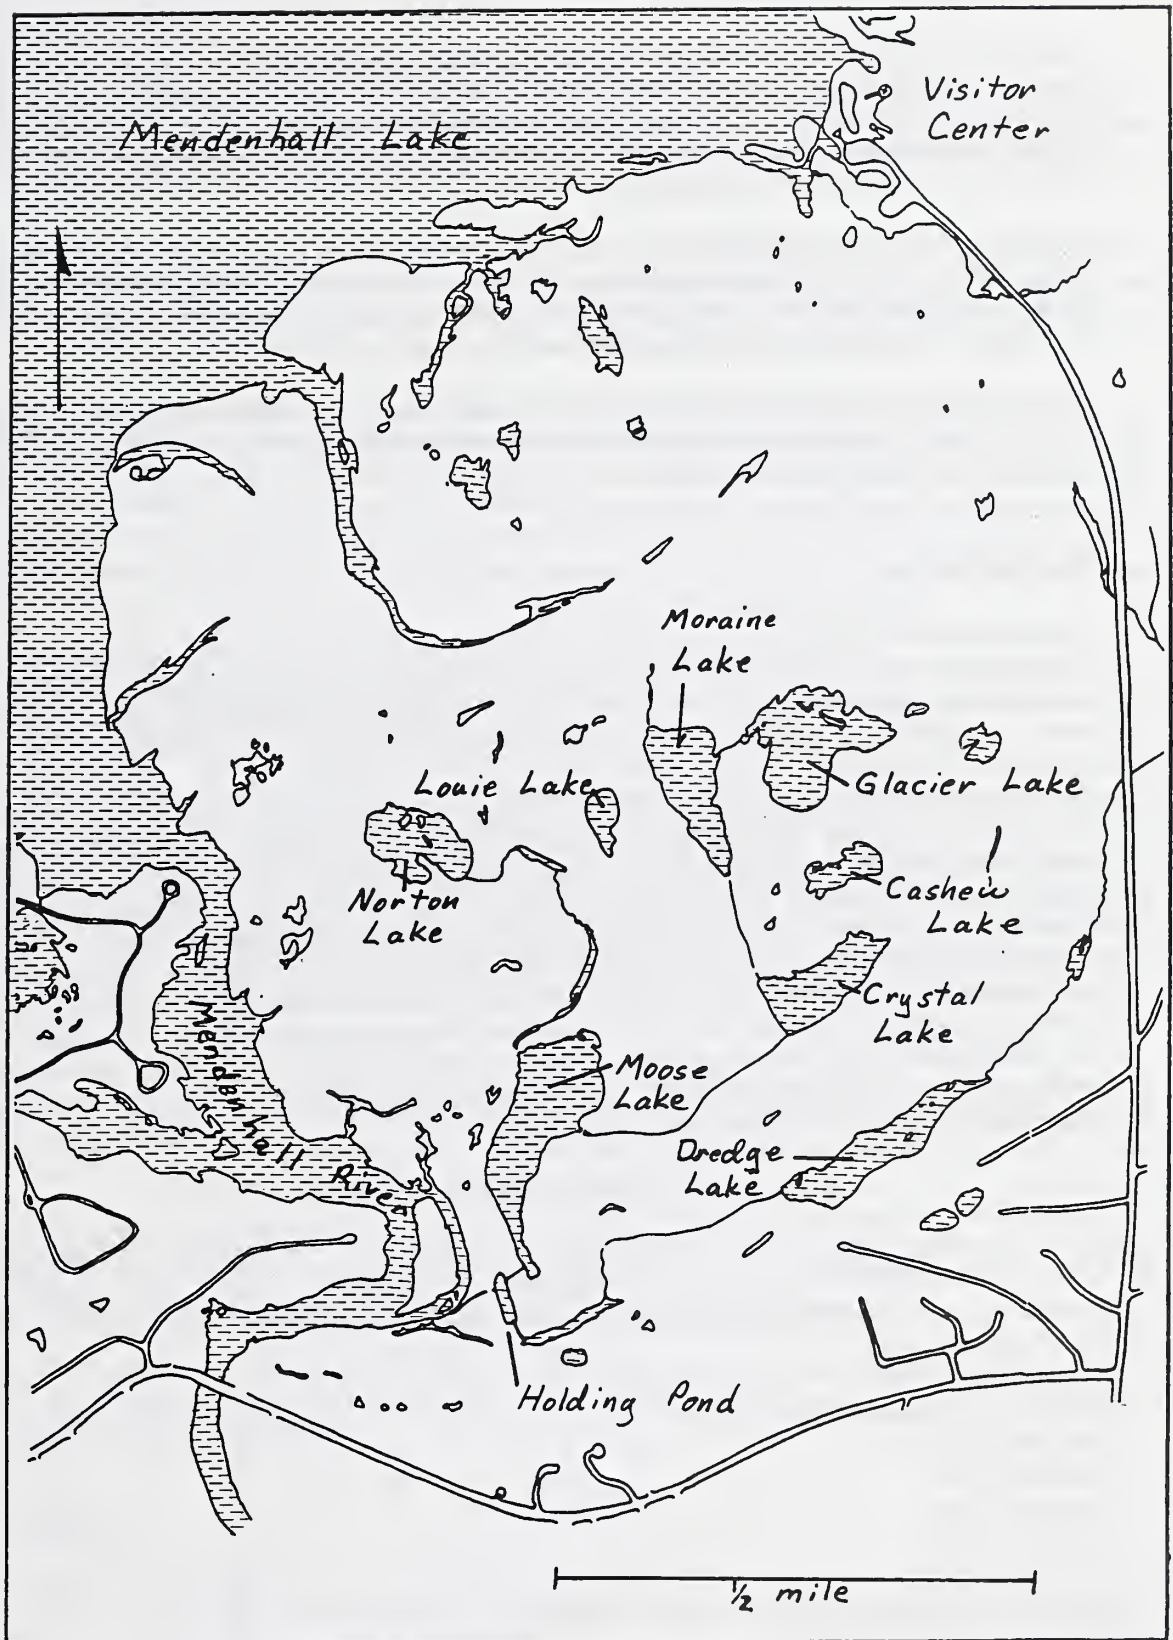 Visitor
Center
Mendenhall Lake
Moraine
Lake
Louie Lake
Glacier Lake
Norton
Lake
Cashew
Lake
Crystal
Lake
Mendenhall
River
Moose
Lake
Dredge
Lake
Holding Pond
½ mile